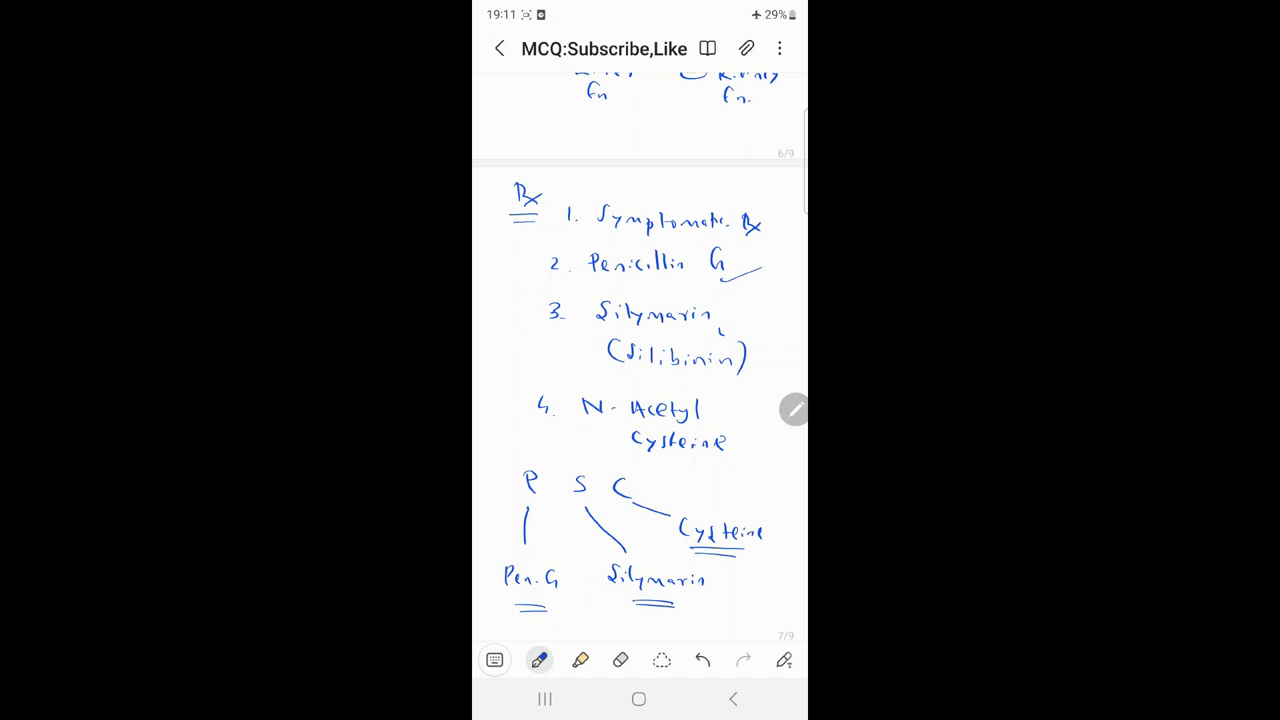 19:11 29%
MCQ:Subscribe,Like
Fn Fn.
6/9
Rx
1. Symptomatic Rx
2. Penicillin G
3. Silymarin
(Silibinin)
4. N-Acetyl
Cysteine
P S C
Cysteine
Pen.G Silymarin
7/9